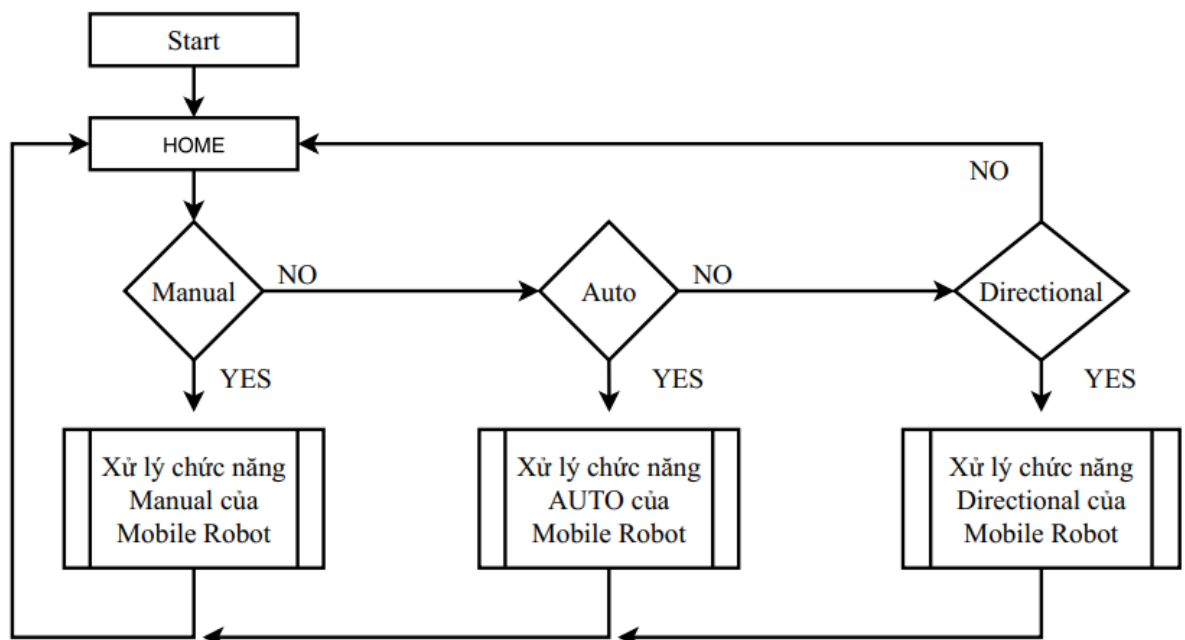 Start
HOME
NO
Manual
NO
Auto
NO
Directional
YES
YES
YES
Xử lý chức năng
Manual của
Mobile Robot
Xử lý chức năng
AUTO của
Mobile Robot
Xử lý chức năng
Directional của
Mobile Robot